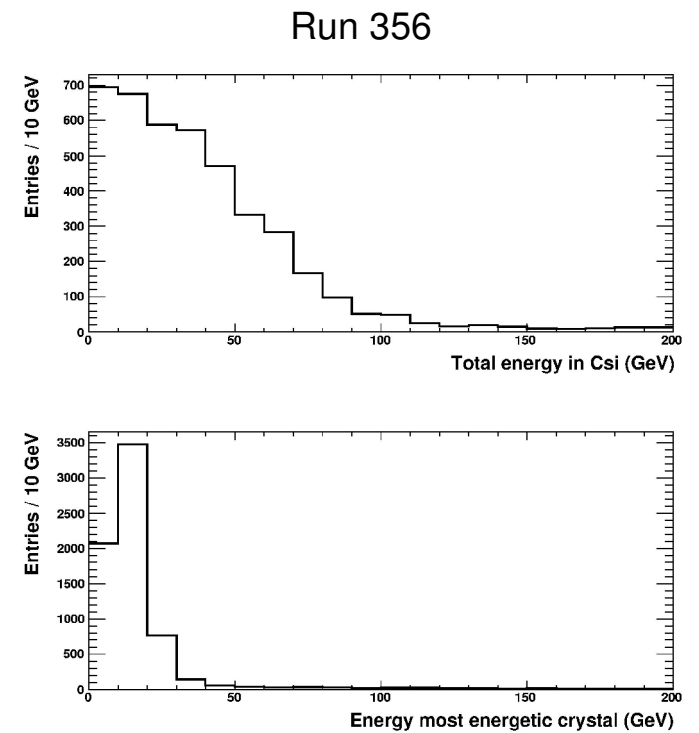 Run 356
Entries / 10 GeV
700
600
500
400
300
200
100
0
0 50 100 150 200
Total energy in Csi (GeV)
Entries / 10 GeV
3500
3000
2500
2000
1500
1000
500
0
0 50 100 150 200
Energy most energetic crystal (GeV)